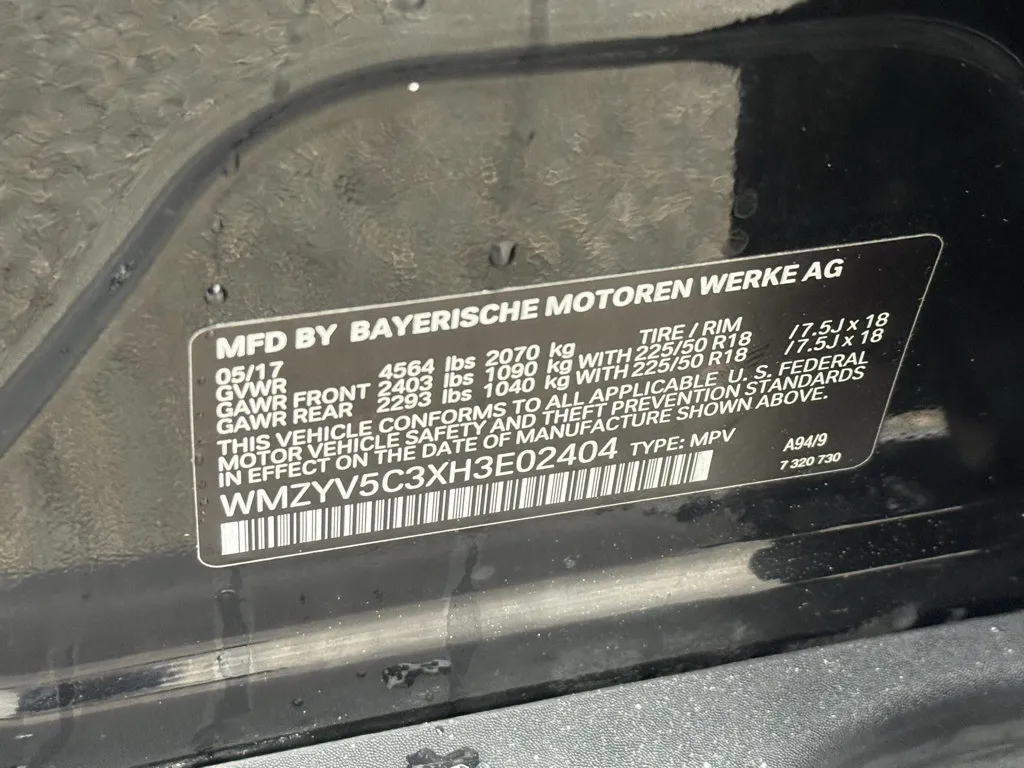 MFD BY BAYERISCHE MOTOREN WERKE AG
05/17 TIRE / RIM
GVWR 4564 lbs 2070 kg
GAWR FRONT 2403 lbs 1090 kg WITH 225/50 R18 / 7.5J x 18
GAWR REAR 2293 lbs 1040 kg WITH 225/50 R18 / 7.5J x 18
THIS VEHICLE CONFORMS TO ALL APPLICABLE U. S. FEDERAL
MOTOR VEHICLE SAFETY AND THEFT PREVENTION STANDARDS
IN EFFECT ON THE DATE OF MANUFACTURE SHOWN ABOVE.
WMZYV5C3XH3E02404 TYPE: MPV A94/9
7 320 730